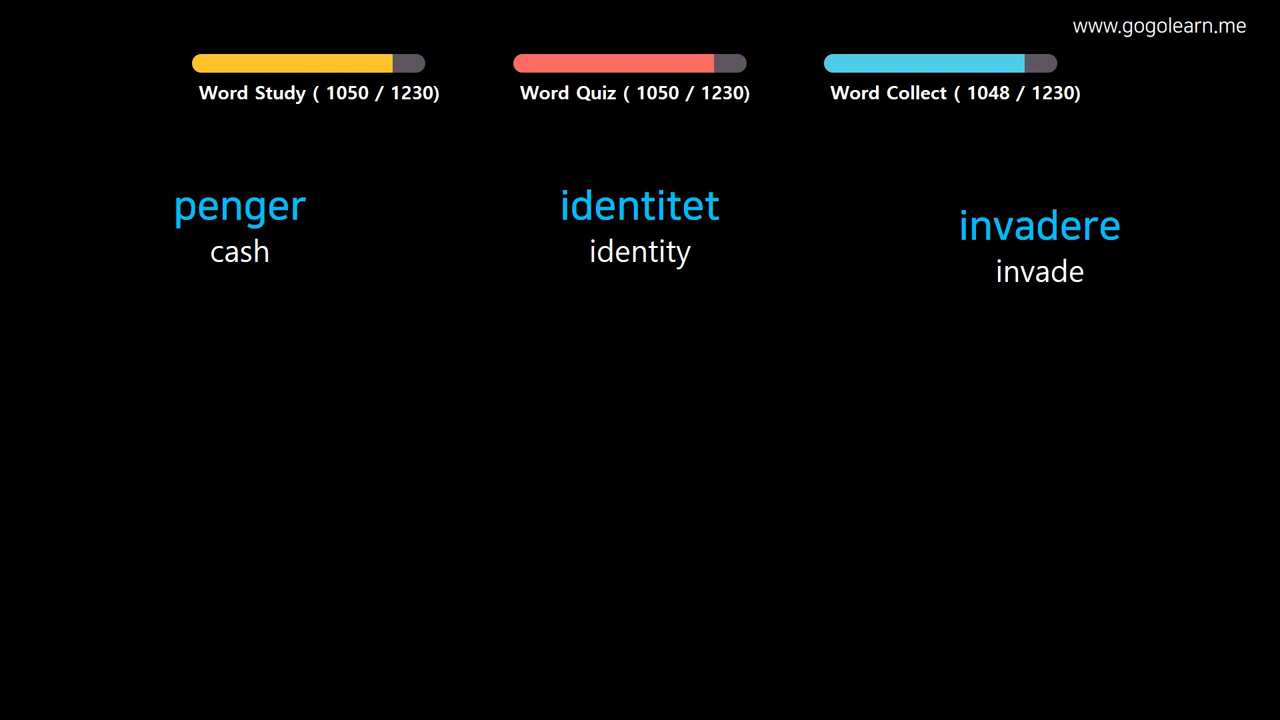 www.gogolearn.me
Word Study ( 1050 / 1230)
Word Quiz ( 1050 / 1230)
Word Collect ( 1048 / 1230)
penger
cash
identitet
identity
invadere
invade